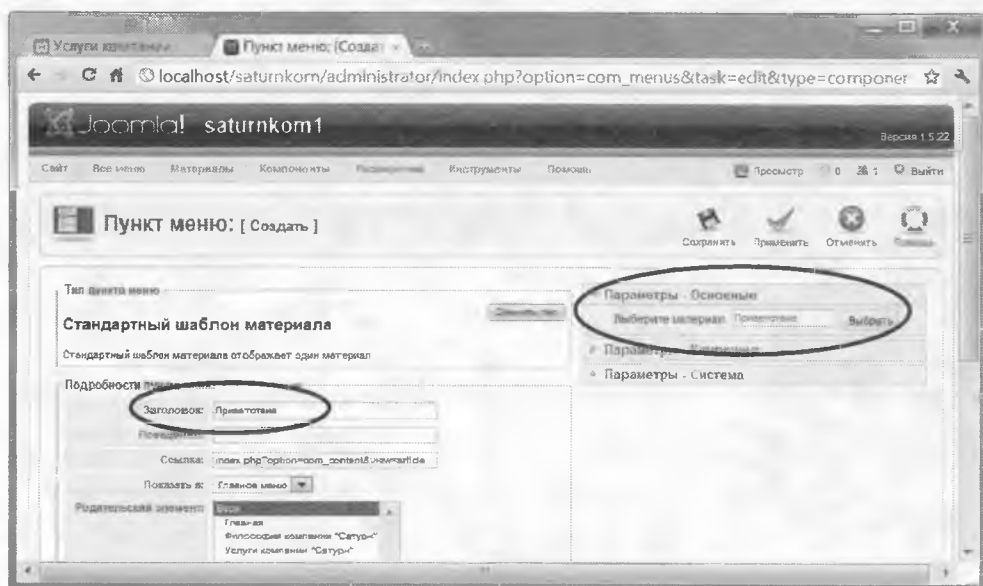 Услуги компании
Пункт меню: [Создат
localhost/saturnkom/administrator/index.php?option=com_menus&task=edit&type=componer
Joomla! saturnkom1
Версия 1.5.22
Сайт Все меню Материалы Компоненты Расширения Инструменты Помощь Просмотр 0 1 Выйти
Пункт меню: [ Создать ]
Сохранить Применить Отменить Помощь
Тип пункта меню
Стандартный шаблон материала
Стандартный шаблон материала отображает один материал
Параметры - Основные
Выберите материал Приветствие Выбрать
Параметры -
Параметры - Система
Подробности пункта меню
Заголовок: Приветствие
Псевдоним:
Ссылка: index.php?option=com_content&view=article
Показать в: Главное меню
Родительский элемент:
Главная
Философия компании "Сатурн"
Услуги компании "Сатурн"